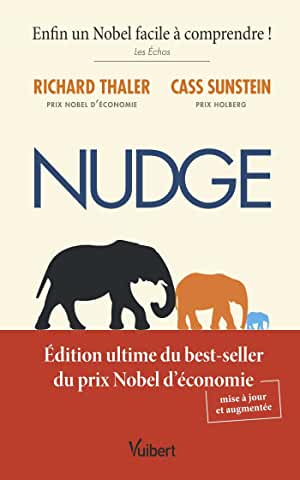 Enfin un Nobel facile à comprendre !
Les Échos
RICHARD THALER
PRIX NOBEL D'ÉCONOMIE
CASS SUNSTEIN
PRIX HOLBERG
NUDGE
Édition ultime du best-seller
du prix Nobel d'économie
mise à jour
et augmentée
Vuibert